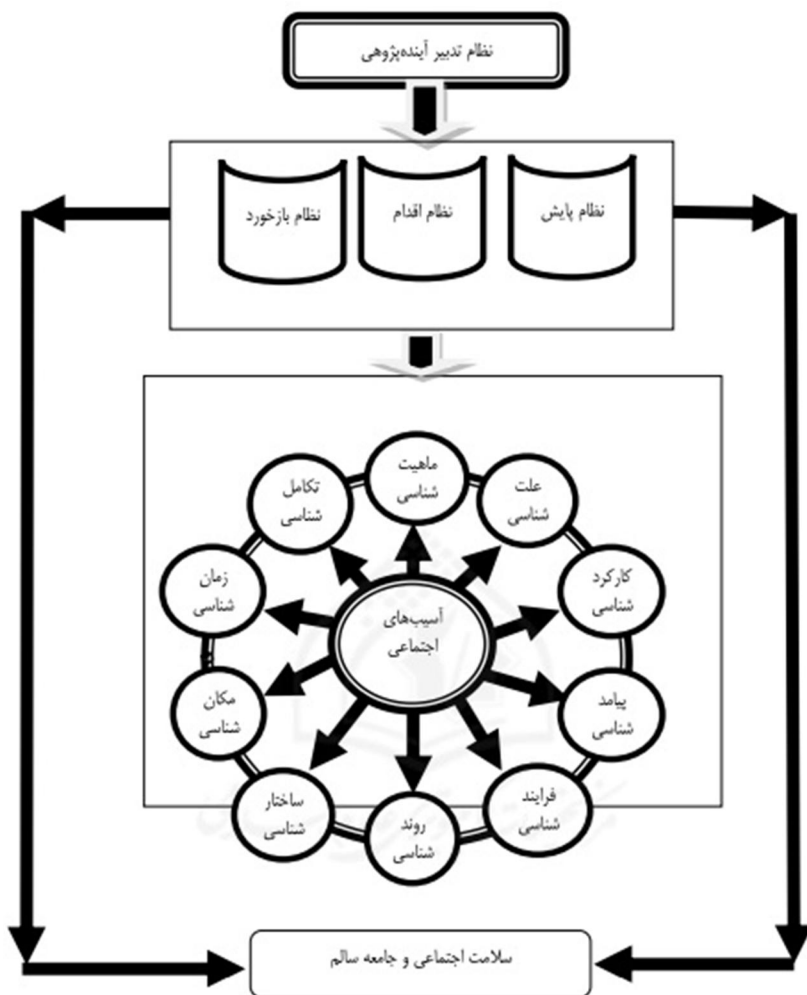 نظام تدبیر آینده‌پژوهی
نظام پایش
نظام اقدام
نظام بازخورد
ماهیت
شناسی
علت
شناسی
کارکرد
شناسی
پیامد
شناسی
فرایند
شناسی
روند
شناسی
ساختار
شناسی
مکان
شناسی
زمان
شناسی
تکامل
شناسی
آسیب‌های
اجتماعی
سلامت اجتماعی و جامعه سالم